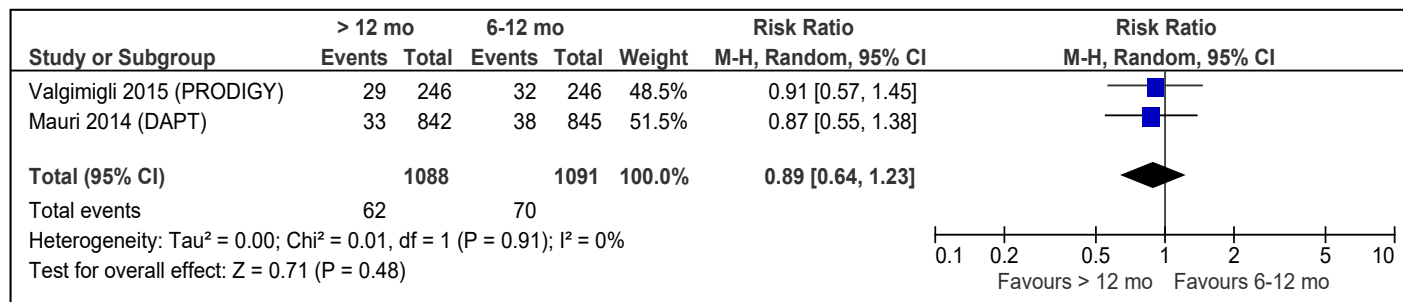 > 12 mo 6-12 mo Risk Ratio Risk Ratio
Study or Subgroup Events Total Events Total Weight M-H, Random, 95% CI M-H, Random, 95% CI
Valgimigli 2015 (PRODIGY) 29 246 32 246 48.5% 0.91 [0.57, 1.45]
Mauri 2014 (DAPT) 33 842 38 845 51.5% 0.87 [0.55, 1.38]
Total (95% CI) 1088 1091 100.0% 0.89 [0.64, 1.23]
Total events 62 70
Heterogeneity: Tau² = 0.00; Chi² = 0.01, df = 1 (P = 0.91); I² = 0%
Test for overall effect: Z = 0.71 (P = 0.48)
0.1 0.2 0.5 1 2 5 10
Favours > 12 mo Favours 6-12 mo